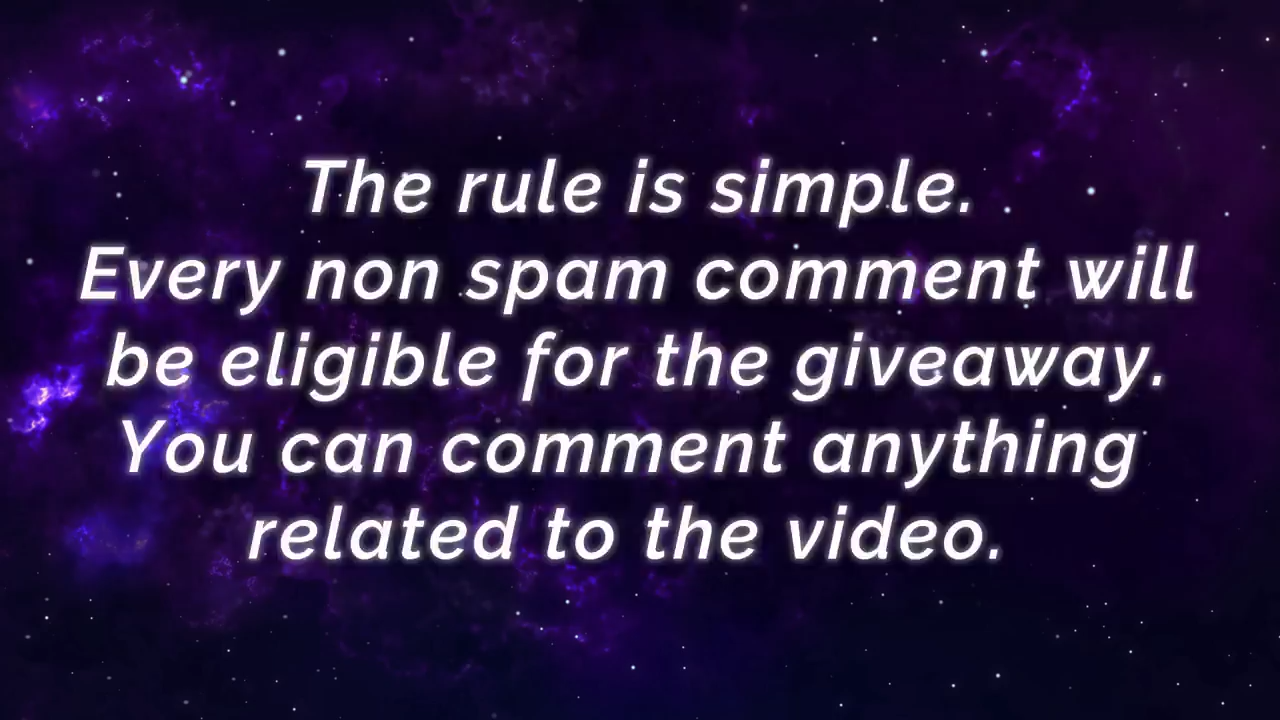 The rule is simple.
Every non spam comment will
be eligible for the giveaway.
You can comment anything
related to the video.